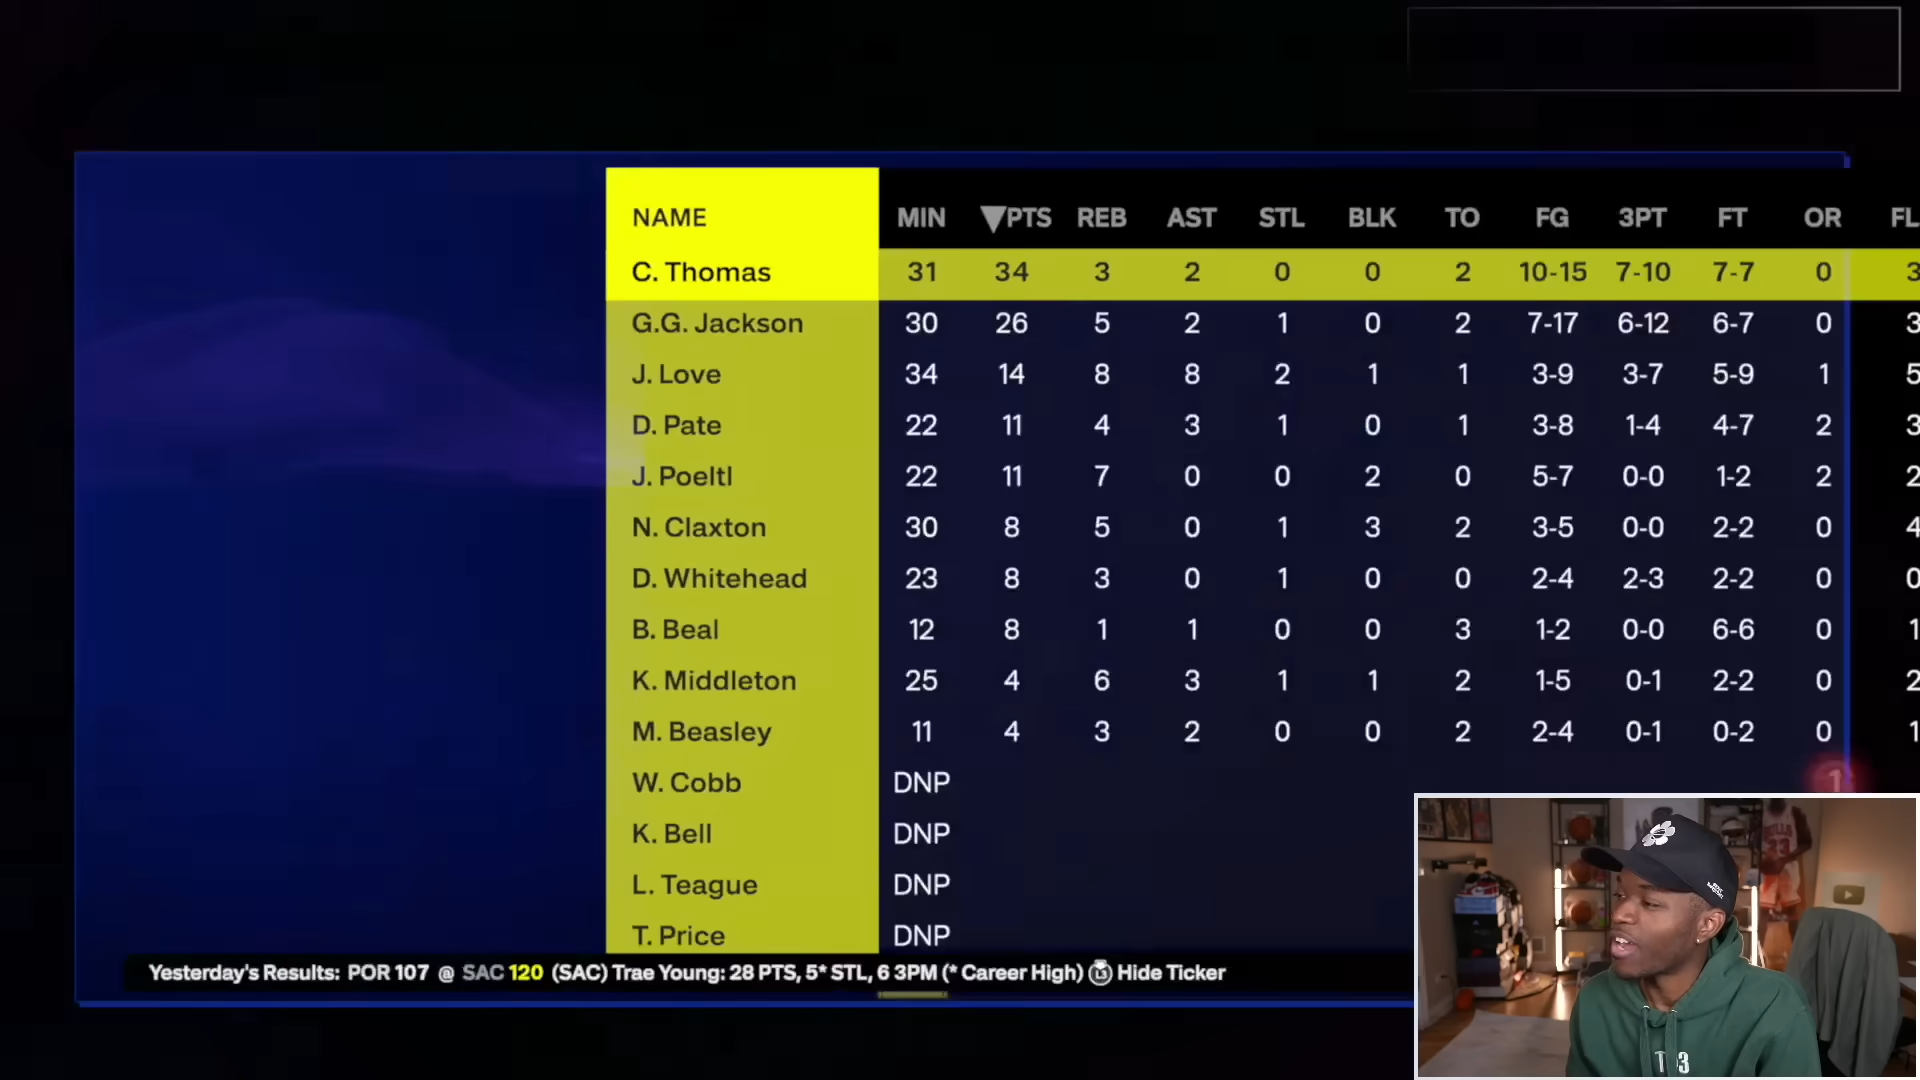 NAME MIN ▼PTS REB AST STL BLK TO FG 3PT FT OR FL
C. Thomas 31 34 3 2 0 0 2 10-15 7-10 7-7 0 3
G.G. Jackson 30 26 5 2 1 0 2 7-17 6-12 6-7 0 3
J. Love 34 14 8 8 2 1 1 3-9 3-7 5-9 1 5
D. Pate 22 11 4 3 1 0 1 3-8 1-4 4-7 2 3
J. Poeltl 22 11 7 0 0 2 0 5-7 0-0 1-2 2 2
N. Claxton 30 8 5 0 1 3 2 3-5 0-0 2-2 0 4
D. Whitehead 23 8 3 0 1 0 0 2-4 2-3 2-2 0 0
B. Beal 12 8 1 1 0 0 3 1-2 0-0 6-6 0 1
K. Middleton 25 4 6 3 1 1 2 1-5 0-1 2-2 0 2
M. Beasley 11 4 3 2 0 0 2 2-4 0-1 0-2 0 1
W. Cobb DNP
1
K. Bell DNP
L. Teague DNP
T. Price DNP
Yesterday's Results: POR 107 @ SAC 120 (SAC) Trae Young: 28 PTS, 5* STL, 6 3PM (* Career High) Hide Ticker